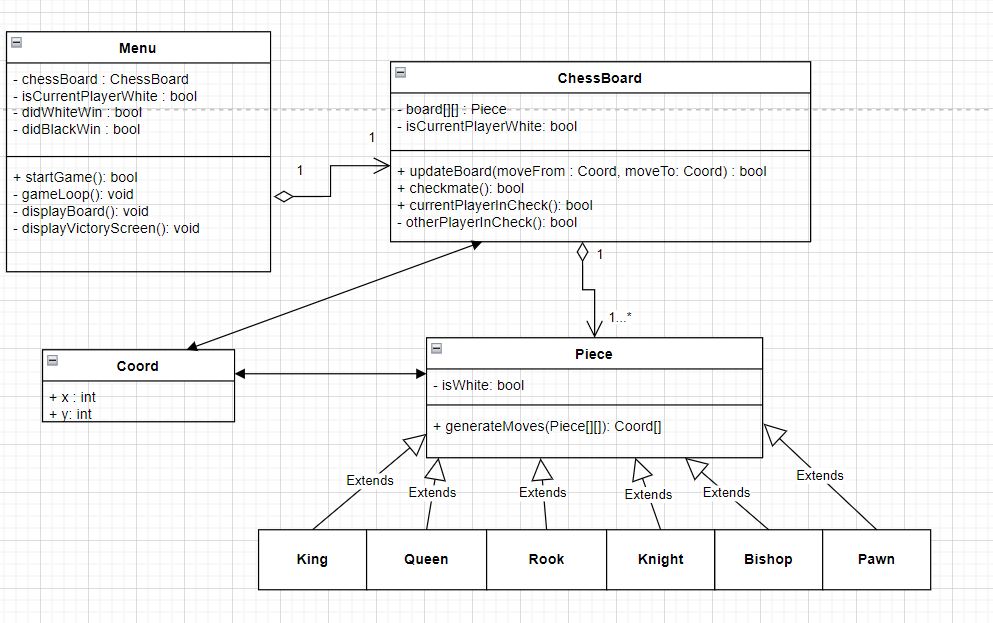 Menu
- chessBoard : ChessBoard
- isCurrentPlayerWhite : bool
- didWhiteWin : bool
- didBlackWin : bool
+ startGame(): bool
- gameLoop(): void
- displayBoard(): void
- displayVictoryScreen(): void
1
1
ChessBoard
- board[][] : Piece
- isCurrentPlayerWhite: bool
+ updateBoard(moveFrom : Coord, moveTo: Coord) : bool
+ checkmate(): bool
+ currentPlayerInCheck(): bool
- otherPlayerInCheck(): bool
1
1...*
Coord
+ x : int
+ y: int
Piece
- isWhite: bool
+ generateMoves(Piece[][]): Coord[]
Extends
Extends
Extends
Extends
Extends
Extends
King
Queen
Rook
Knight
Bishop
Pawn